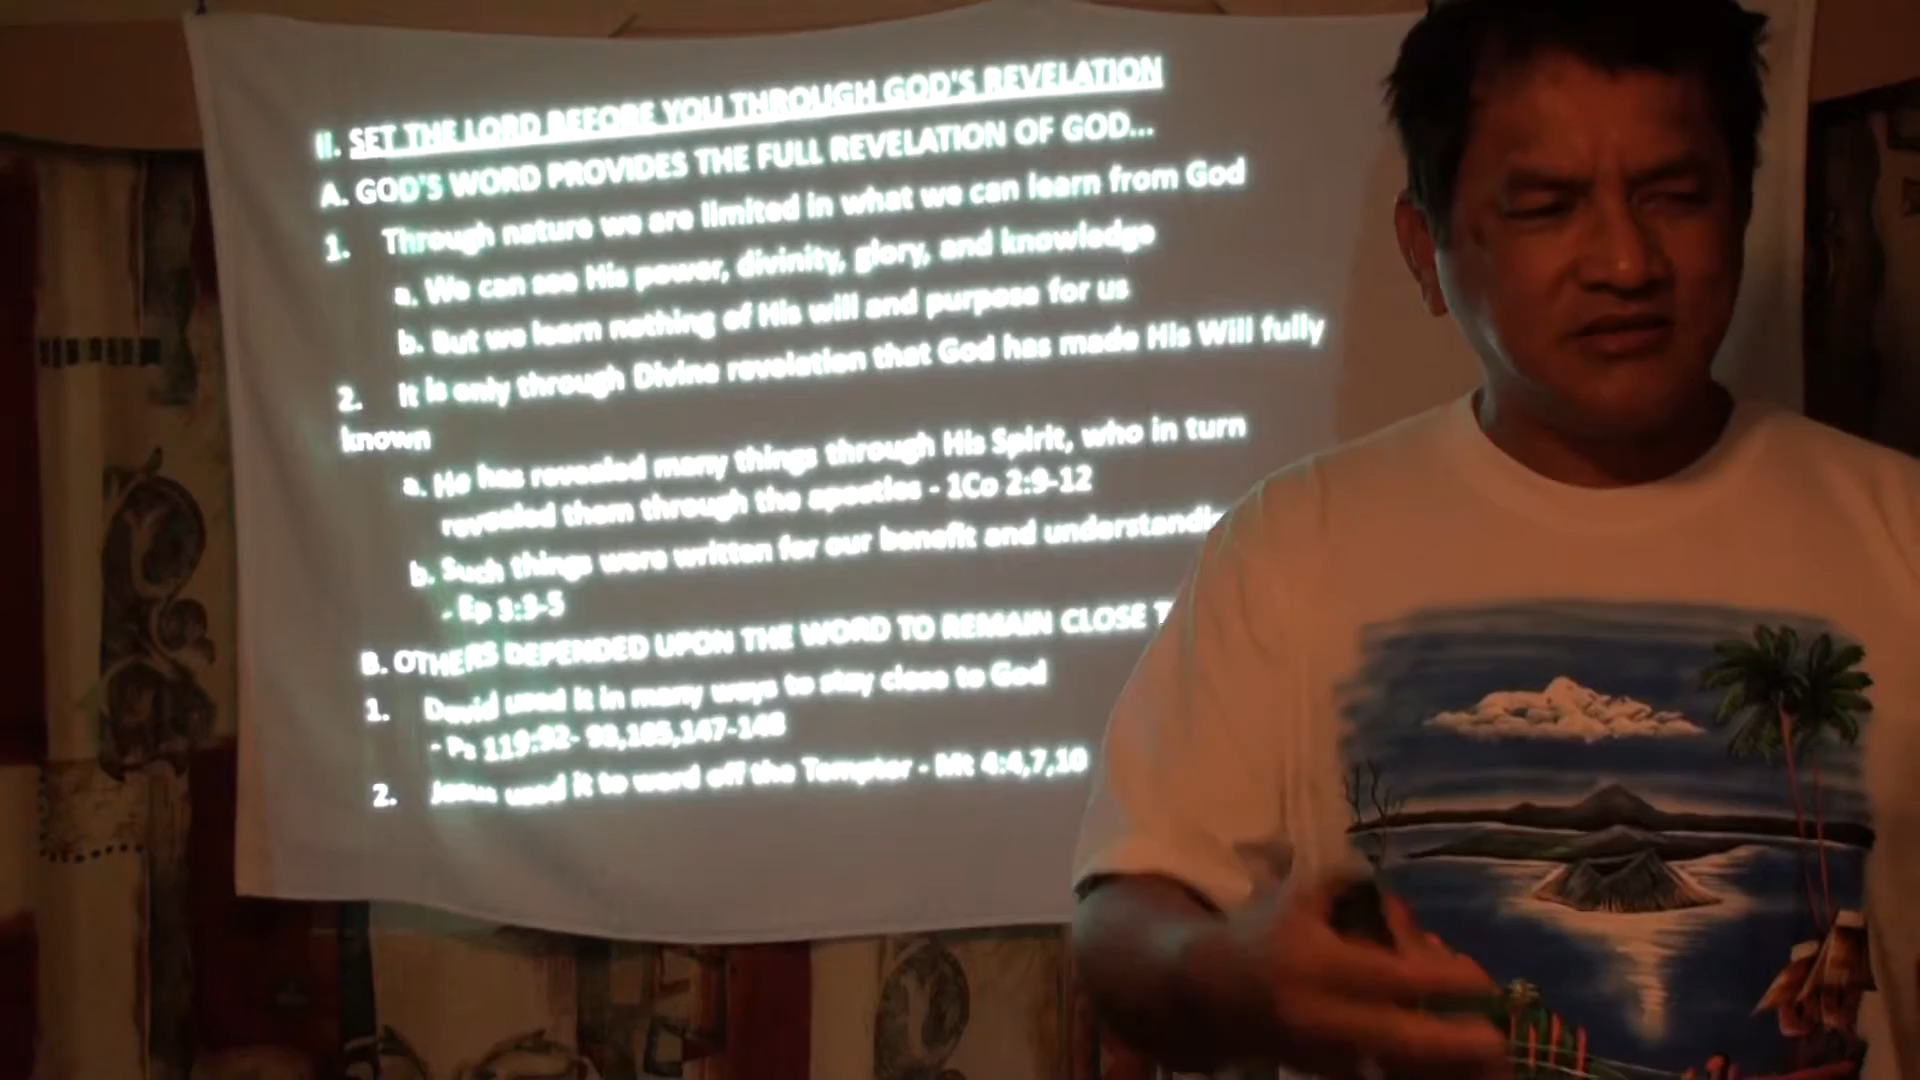 II. SET THE LORD BEFORE YOU THROUGH GOD'S REVELATION
A. GOD'S WORD PROVIDES THE FULL REVELATION OF GOD...
1. Through nature we are limited in what we can learn from God
a. We can see His power, divinity, glory, and knowledge
b. But we learn nothing of His will and purpose for us
2. It is only through Divine revelation that God has made His Will fully
known
a. He has revealed many things through His Spirit, who in turn
revealed them through the apostles - 1Co 2:9-12
b. Such things were written for our benefit and
- Ep 3:3-5
B. OTHERS DEPENDED UPON THE WORD TO REMAIN CLOSE
1. David used it in many ways to stay close to God
- Ps 119:92- 98,105,147-148
2. Jesus used it to ward off the Tempter - Mt 4:4,7,10